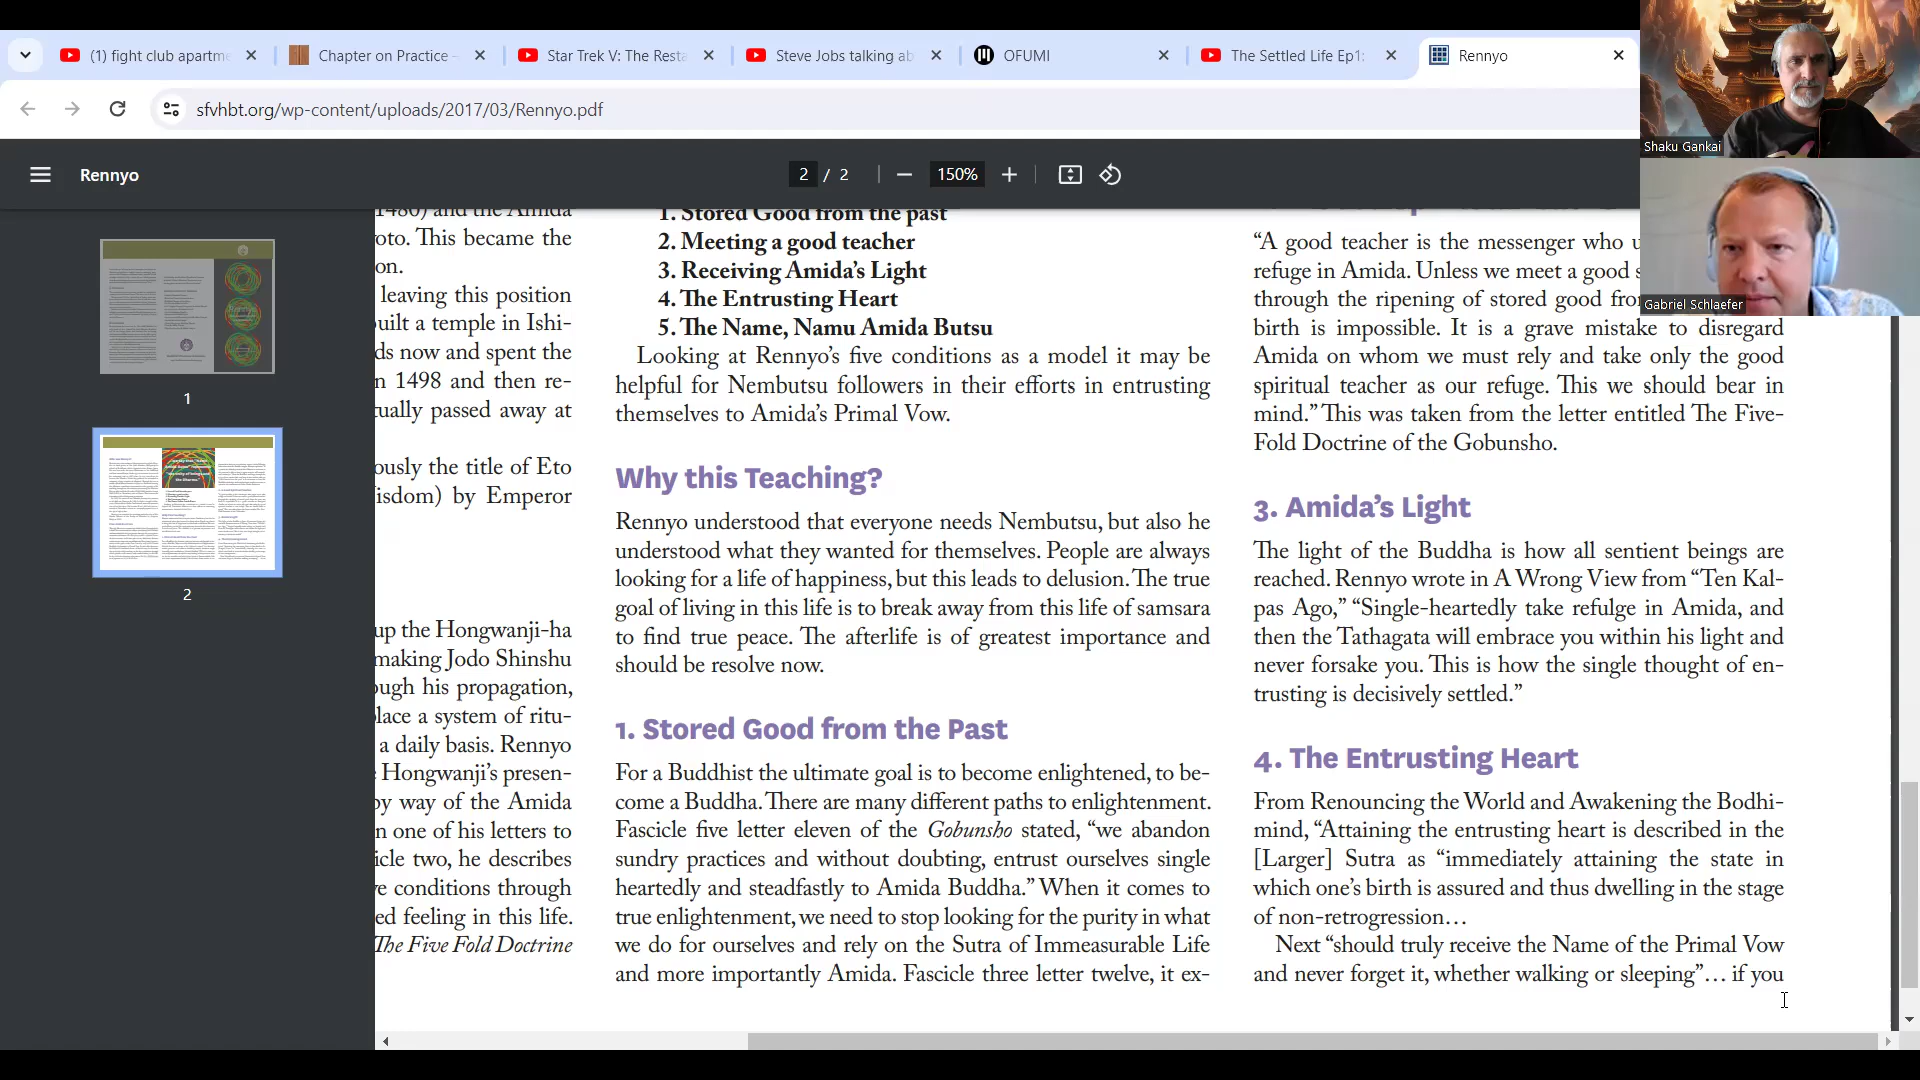 (1) fight club apartm
Chapter on Practice -
Star Trek V: The Resta
Steve Jobs talking ab
OFUMI
The Settled Life Ep1:
Rennyo
sfvhbt.org/wp-content/uploads/2017/03/Rennyo.pdf
Shaku Gankai
Gabriel Schlaefer
Rennyo
2 / 2
150%
1
2
1480) and the Amida
oto. This became the
on.
leaving this position
uilt a temple in Ishi-
ds now and spent the
n 1498 and then re-
tually passed away at
ously the title of Eto
isdom) by Emperor
up the Hongwanji-ha
making Jodo Shinshu
ough his propagation,
lace a system of ritu-
a daily basis. Rennyo
Hongwanji's presen-
by way of the Amida
n one of his letters to
icle two, he describes
e conditions through
ed feeling in this life.
The Five Fold Doctrine
1. Stored Good from the past
2. Meeting a good teacher
3. Receiving Amida's Light
4. The Entrusting Heart
5. The Name, Namu Amida Butsu
Looking at Rennyo's five conditions as a model it may be
helpful for Nembutsu followers in their efforts in entrusting
themselves to Amida's Primal Vow.
Why this Teaching?
Rennyo understood that everyone needs Nembutsu, but also he
understood what they wanted for themselves. People are always
looking for a life of happiness, but this leads to delusion. The true
goal of living in this life is to break away from this life of samsara
to find true peace. The afterlife is of greatest importance and
should be resolve now.
1. Stored Good from the Past
For a Buddhist the ultimate goal is to become enlightened, to be-
come a Buddha. There are many different paths to enlightenment.
Fascicle five letter eleven of the Gobunsho stated, "we abandon
sundry practices and without doubting, entrust ourselves single
heartedly and steadfastly to Amida Buddha." When it comes to
true enlightenment, we need to stop looking for the purity in what
we do for ourselves and rely on the Sutra of Immeasurable Life
and more importantly Amida. Fascicle three letter twelve, it ex-
"A good teacher is the messenger who u
refuge in Amida. Unless we meet a good s
through the ripening of stored good fro
birth is impossible. It is a grave mistake to disregard
Amida on whom we must rely and take only the good
spiritual teacher as our refuge. This we should bear in
mind." This was taken from the letter entitled The Five-
Fold Doctrine of the Gobunsho.
3. Amida's Light
The light of the Buddha is how all sentient beings are
reached. Rennyo wrote in A Wrong View from "Ten Kal-
pas Ago," "Single-heartedly take refulge in Amida, and
then the Tathagata will embrace you within his light and
never forsake you. This is how the single thought of en-
trusting is decisively settled."
4. The Entrusting Heart
From Renouncing the World and Awakening the Bodhi-
mind, "Attaining the entrusting heart is described in the
[Larger] Sutra as "immediately attaining the state in
which one's birth is assured and thus dwelling in the stage
of non-retrogression…
Next "should truly receive the Name of the Primal Vow
and never forget it, whether walking or sleeping"… if you